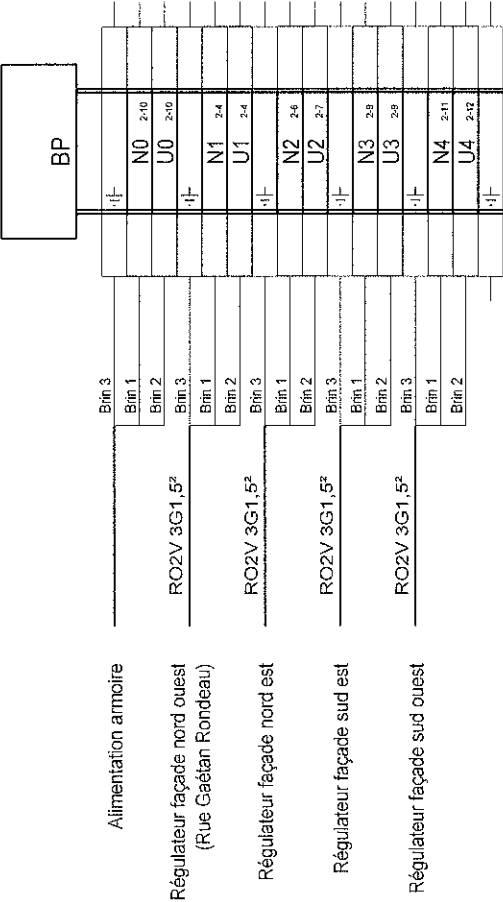 BP
N0 2-10
U0 2-10
N1 2-4
U1 2-4
N2 2-6
U2 2-7
N3 2-9
U3 2-9
N4 2-11
U4 2-12
Brin 3
Brin 1
Brin 2
Brin 3
Brin 1
Brin 2
Brin 3
Brin 1
Brin 2
Brin 3
Brin 1
Brin 2
Brin 3
Brin 1
Brin 2
RO2V 3G1,5²
RO2V 3G1,5²
RO2V 3G1,5²
RO2V 3G1,5²
Alimentation armoire
Régulateur façade nord ouest
(Rue Gaétan Rondeau)
Régulateur façade nord est
Régulateur façade sud est
Régulateur façade sud ouest